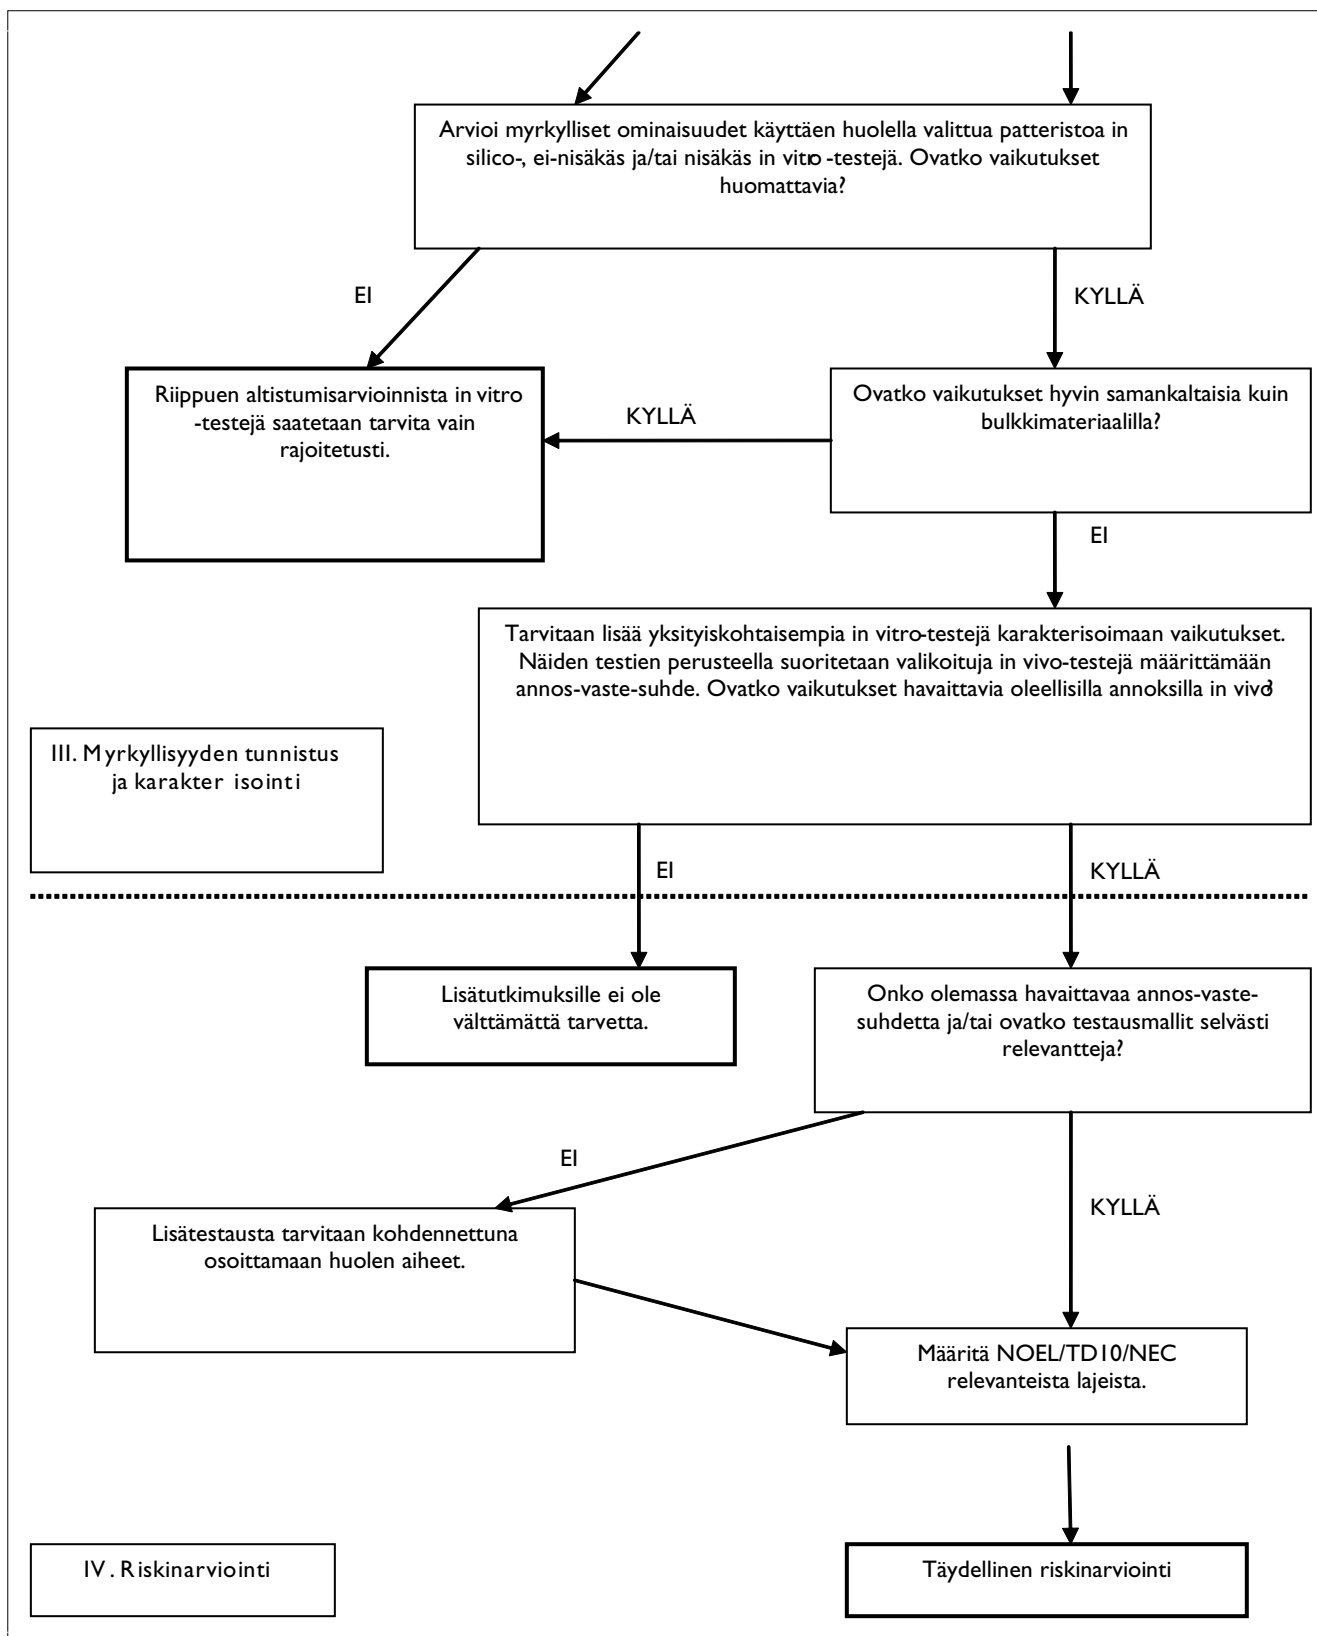 Arvioi myrkylliset ominaisuudet käyttäen huolella valittua patteristoa in
silico-, ei-nisäkäs ja/tai nisäkäs in vitro -testejä. Ovatko vaikutukset
huomattavia?
EI
KYLLÄ
Riippuen altistumisarvioinnista in vitro
-testejä saatetaan tarvita vain
rajoitetusti.
KYLLÄ
Ovatko vaikutukset hyvin samankaltaisia kuin
bulkkimateriaalilla?
EI
Tarvitaan lisää yksityiskohtaisempia in vitro-testejä karakterisoimaan vaikutukset.
Näiden testien perusteella suoritetaan valikoituja in vivo-testejä määrittämään
annos-vaste-suhde. Ovatko vaikutukset havaittavia oleellisilla annoksilla in vivo?
III. Myrkyllisyyden tunnistus
ja karakterisointi
EI
KYLLÄ
Lisätutkimuksille ei ole
välttämättä tarvetta.
Onko olemassa havaittavaa annos-vaste-
suhdetta ja/tai ovatko testausmallit selvästi
relevantteja?
EI
KYLLÄ
Lisätestausta tarvitaan kohdennettuna
osoittamaan huolen aiheet.
Määritä NOEL/TD10/NEC
relevanteista lajeista.
IV. Riskinarviointi
Täydellinen riskinarviointi